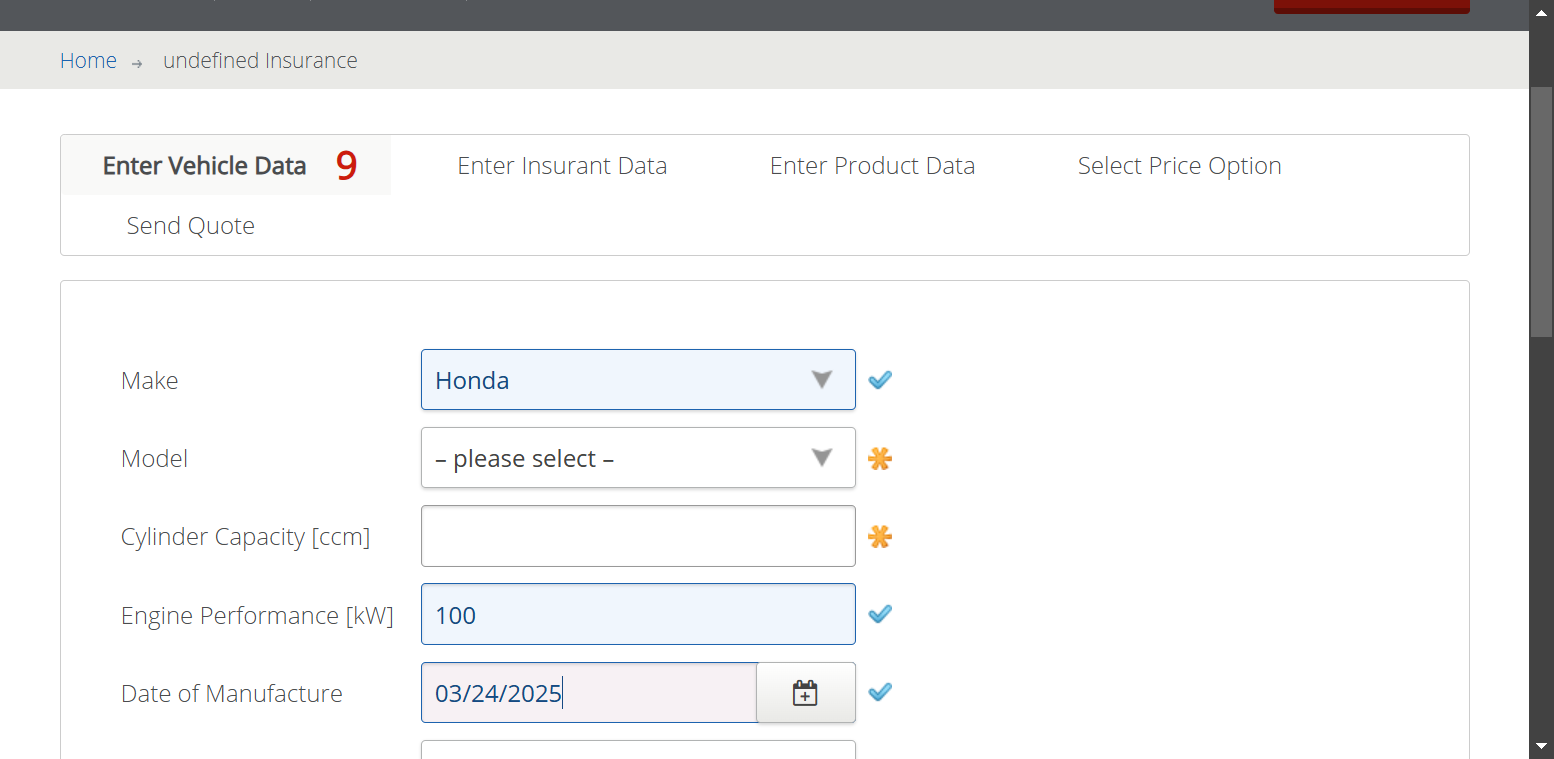 Home → undefined Insurance
Enter Vehicle Data 9 Enter Insurant Data Enter Product Data Select Price Option
Send Quote
Make Honda
Model – please select –
Cylinder Capacity [ccm]
Engine Performance [kW] 100
Date of Manufacture 03/24/2025